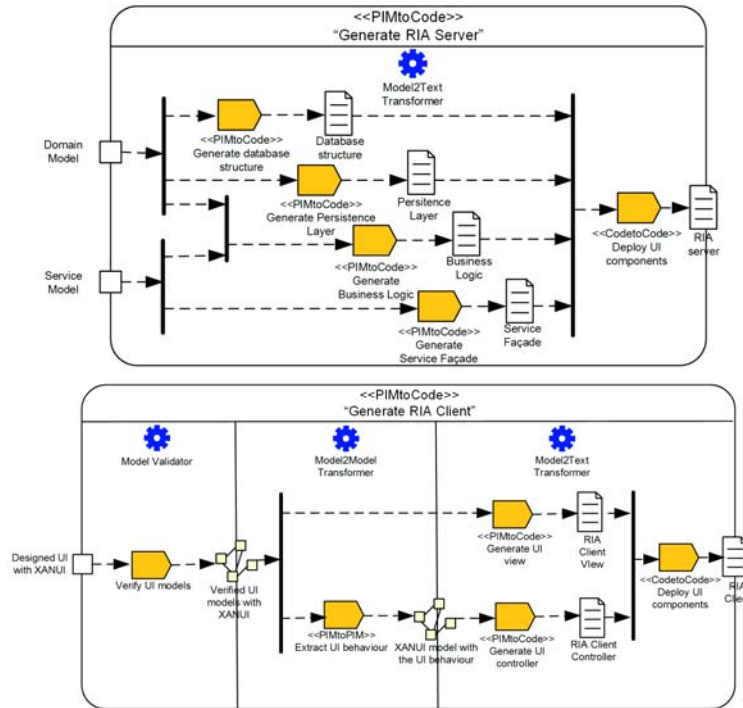 <<PIMtoCode>>
“Generate RIA Server”
Model2Text
Transformer
Domain
Model
<<PIMtoCode>>
Generate database
structure
Database
structure
<<PIMtoCode>>
Generate Persistence
Layer
Persitence
Layer
<<CodetoCode>>
Deploy UI
components
RIA
server
<<PIMtoCode>>
Generate
Business Logic
Business
Logic
Service
Model
<<PIMtoCode>>
Generate
Service Façade
Service
Façade
<<PIMtoCode>>
“Generate RIA Client”
Model Validator
Model2Model
Transformer
Model2Text
Transformer
Designed UI
with XANUI
Verify UI models
Verified UI
models with
XANUI
<<PIMtoCode>>
Generate UI
view
RIA
Client
VIew
<<CodetoCode>>
Deploy UI
components
RIA
Client
<<PIMtoPIM>>
Extract UI behaviour
XANUI model with
the UI behaviour
<<PIMtoCode>>
Generate UI
controller
RIA Client
Controller